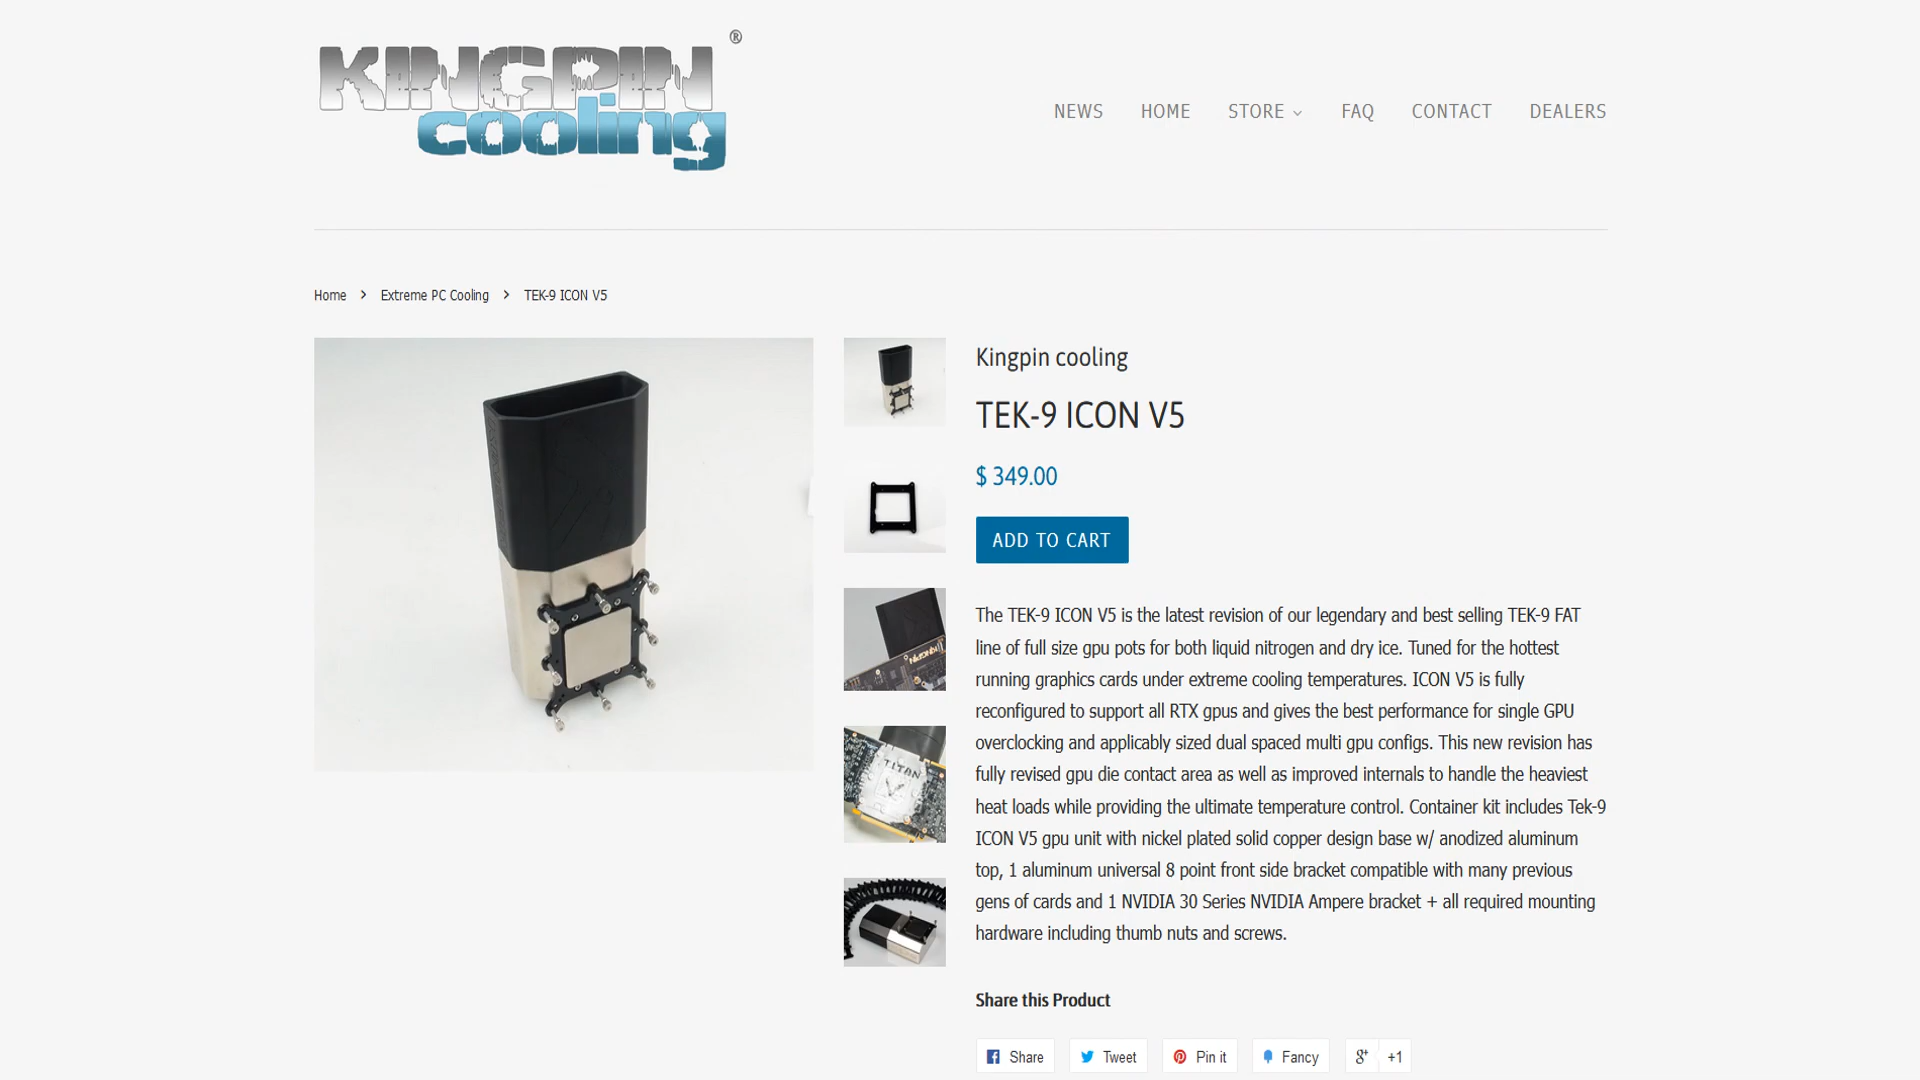 KINGPIN ®
cooling
NEWS HOME STORE FAQ CONTACT DEALERS
Home > Extreme PC Cooling > TEK-9 ICON V5
Kingpin cooling
TEK-9 ICON V5
$ 349.00
ADD TO CART
The TEK-9 ICON V5 is the latest revision of our legendary and best selling TEK-9 FAT
line of full size gpu pots for both liquid nitrogen and dry ice. Tuned for the hottest
running graphics cards under extreme cooling temperatures. ICON V5 is fully
reconfigured to support all RTX gpus and gives the best performance for single GPU
overclocking and applicably sized dual spaced multi gpu configs. This new revision has
fully revised gpu die contact area as well as improved internals to handle the heaviest
heat loads while providing the ultimate temperature control. Container kit includes Tek-9
ICON V5 gpu unit with nickel plated solid copper design base w/ anodized aluminum
top, 1 aluminum universal 8 point front side bracket compatible with many previous
gens of cards and 1 NVIDIA 30 Series NVIDIA Ampere bracket + all required mounting
hardware including thumb nuts and screws.
KINGPIN
TITAN
V
Share this Product
Share Tweet Pin it Fancy g+ +1